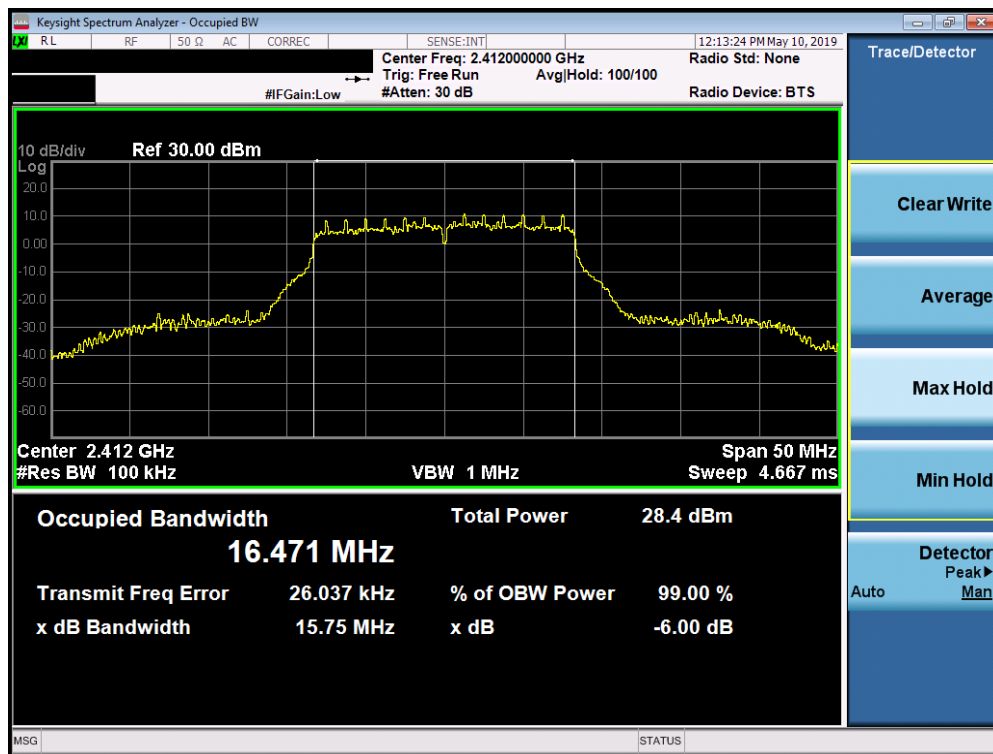 Keysight Spectrum Analyzer - Occupied BW
LXI RL RF 50 Ω AC CORREC SENSE:INT 12:13:24 PM May 10, 2019
Center Freq: 2.412000000 GHz Radio Std: None
Trig: Free Run Avg|Hold: 100/100
#IFGain:Low #Atten: 30 dB Radio Device: BTS
10 dB/div Ref 30.00 dBm
Log
20.0
10.0
0.00
-10.0
-20.0
-30.0
-40.0
-50.0
-60.0
Center 2.412 GHz Span 50 MHz
#Res BW 100 kHz VBW 1 MHz Sweep 4.667 ms
Occupied Bandwidth Total Power 28.4 dBm
16.471 MHz
Transmit Freq Error 26.037 kHz % of OBW Power 99.00 %
x dB Bandwidth 15.75 MHz x dB -6.00 dB
MSG STATUS
Trace/Detector
Clear Write
Average
Max Hold
Min Hold
Detector
Peak▶
Auto Man